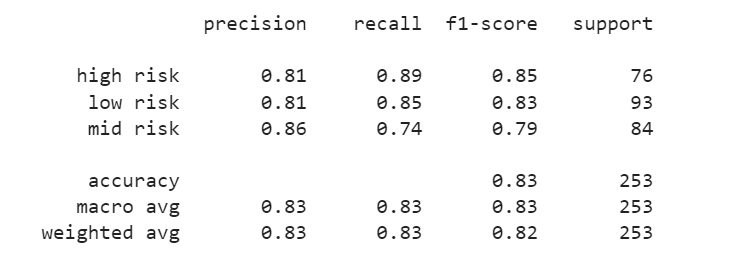 precision recall f1-score support
high risk 0.81 0.89 0.85 76
low risk 0.81 0.85 0.83 93
mid risk 0.86 0.74 0.79 84
accuracy 0.83 253
macro avg 0.83 0.83 0.83 253
weighted avg 0.83 0.83 0.82 253